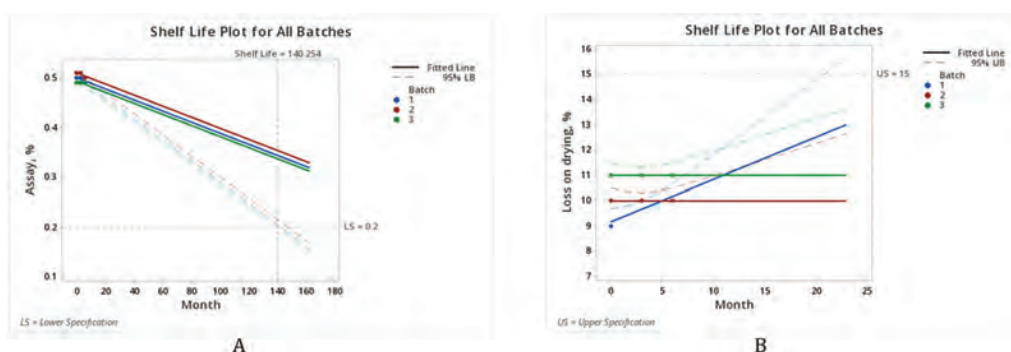 Shelf Life Plot for All Batches
Shelf Life = 140.254
Assay, %
0.5
0.4
0.3
0.2
0.1
0 20 40 60 80 100 120 140 160 180
Month
LS = 0.2
Fitted Line
95% LB
Batch
1
2
3
LS = Lower Specification
A
Shelf Life Plot for All Batches
Loss on drying, %
16
15
14
13
12
11
10
9
8
7
0 5 10 15 20 25
Month
US = 15
Fitted Line
95% UB
Batch
1
2
3
US = Upper Specification
B